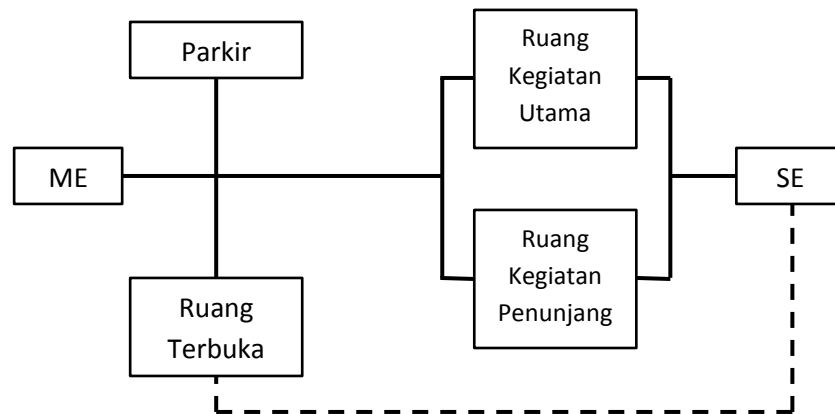 Parkir
Ruang
Kegiatan
Utama
ME
SE
Ruang
Kegiatan
Penunjang
Ruang
Terbuka